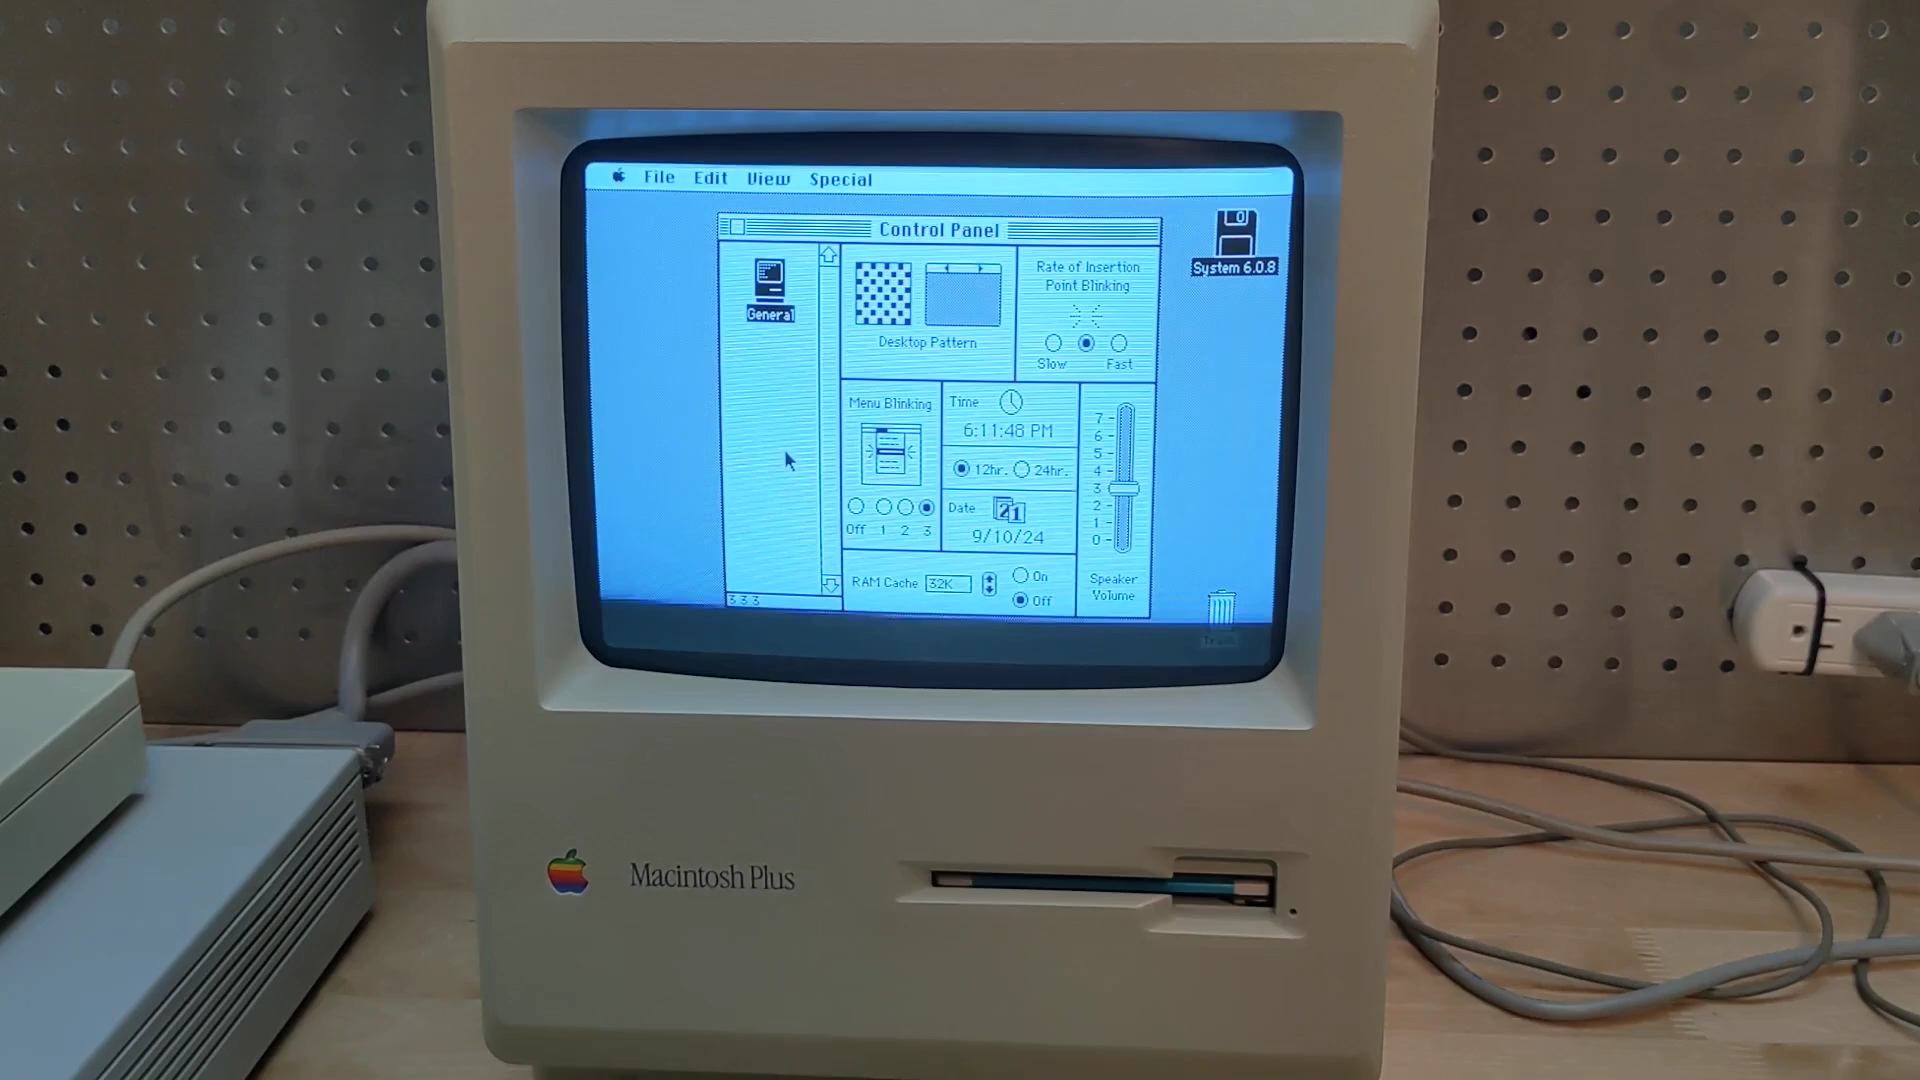 File Edit View Special
Control Panel
System 6.0.8
General
Desktop Pattern
Rate of Insertion
Point Blinking
Slow Fast
Menu Blinking
Off 1 2 3
Time
6:11:48 PM
12hr. 24hr.
Date
21
9/10/24
7
6
5
4
3
2
1
0
Speaker
Volume
RAM Cache 32K On
Off
3.3.3
Trash
Macintosh Plus